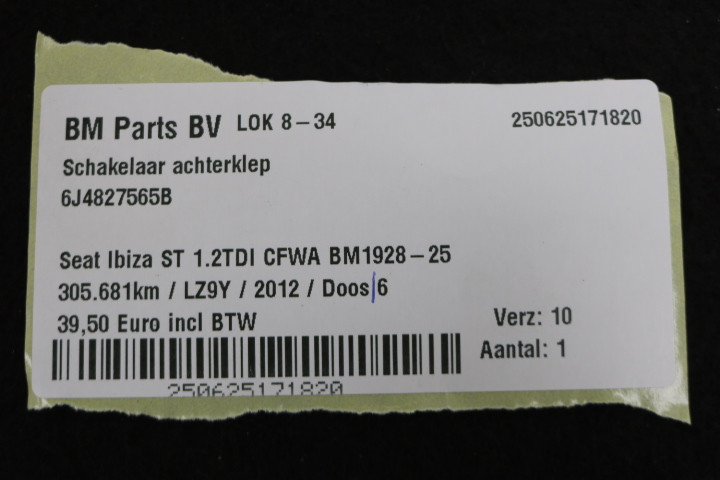 BM Parts BV LOK 8-34 250625171820
Schakelaar achterklep
6J4827565B
Seat Ibiza ST 1.2TDI CFWA BM1928-25
305.681km / LZ9Y / 2012 / Doos/6
39,50 Euro incl BTW Verz: 10
Aantal: 1
250625171820